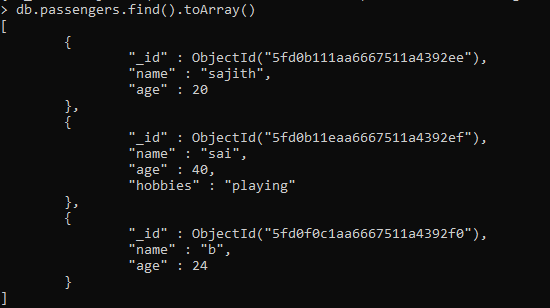 > db.passengers.find().toArray()
[
        {
                "_id" : ObjectId("5fd0b111aa6667511a4392ee"),
                "name" : "sajith",
                "age" : 20
        },
        {
                "_id" : ObjectId("5fd0b11eaa6667511a4392ef"),
                "name" : "sai",
                "age" : 40,
                "hobbies" : "playing"
        },
        {
                "_id" : ObjectId("5fd0f0c1aa6667511a4392f0"),
                "name" : "b",
                "age" : 24
        }
]